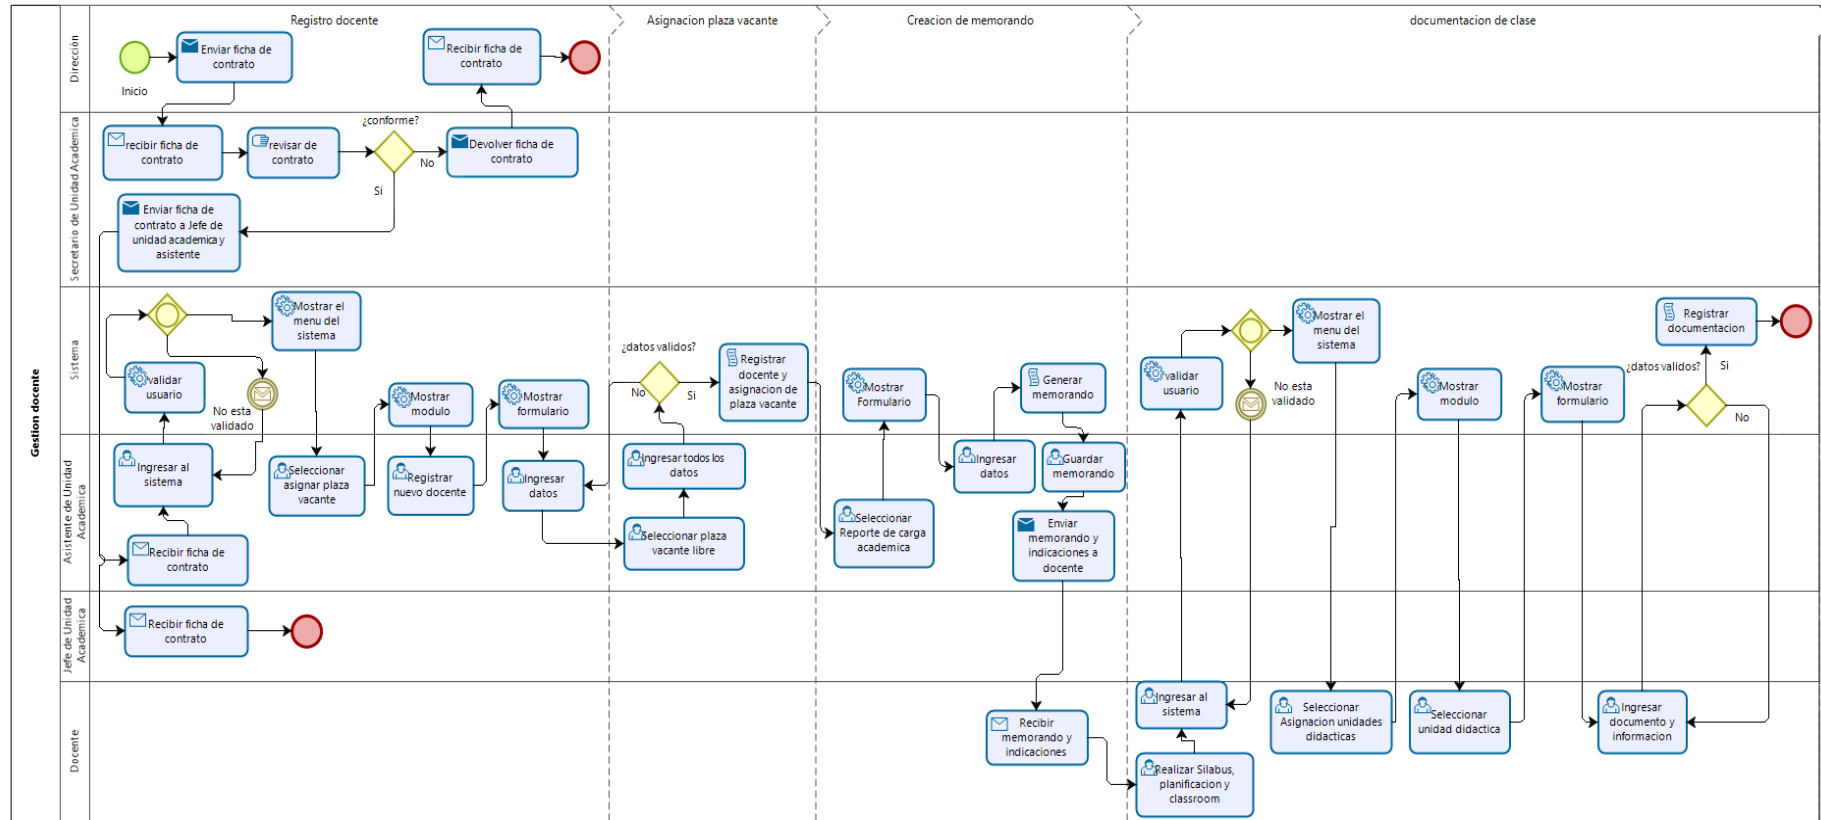 Registro docente
Asignacion plaza vacante
Creacion de memorando
documentacion de clase
Gestion docente
Dirección
Inicio
Enviar ficha de
contrato
Recibir ficha de
contrato
Secretario de Unidad Academica
recibir ficha de
contrato
revisar de
contrato
¿conforme?
No
Si
Devolver ficha de
contrato
Enviar ficha de
contrato a Jefe de
unidad academica y
asistente
Sistema
Mostrar el
menu del
sistema
validar
usuario
No esta
validado
Mostrar
modulo
Mostrar
formulario
¿datos validos?
No
Si
Registrar
docente y
asignacion de
plaza vacante
Mostrar
Formulario
Generar
memorando
validar
usuario
Mostrar el
menu del
sistema
No esta
validado
Mostrar
modulo
Mostrar
formulario
Registrar
documentacion
¿datos validos?
Si
No
Asistente de Unidad
Academica
Ingresar al
sistema
Recibir ficha de
contrato
Seleccionar
asignar plaza
vacante
Registrar
nuevo docente
Ingresar
datos
Ingresar todos los
datos
Seleccionar plaza
vacante libre
Seleccionar
Reporte de carga
academica
Ingresar
datos
Guardar
memorando
Enviar
memorando y
indicaciones a
docente
Jefe de Unidad
Academica
Recibir ficha de
contrato
Docente
Recibir
memorando y
indicaciones
Ingresar al
sistema
Realizar Silabus,
planificacion y
classroom
Seleccionar
Asignacion unidades
didacticas
Seleccionar
unidad didactica
Ingresar
documento y
informacion